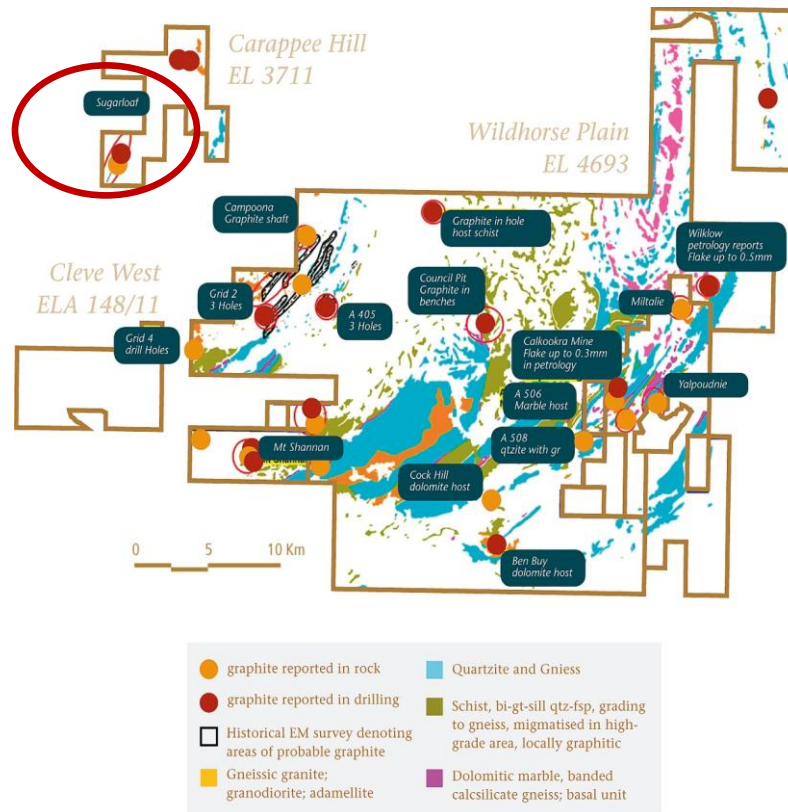 Carappee Hill
EL 3711
Sugarloaf
Wildhorse Plain
EL 4693
Campoona
Graphite shaft
Graphite in hole
host schist
Wilklow
petrology reports
Flake up to 0.5mm
Cleve West
ELA 148/11
Grid 2
3 Holes
A 405
3 Holes
Council Pit
Graphite in
benches
Miltalie
Grid 4
drill Holes
Calkookra Mine
Flake up to 0.3mm
in petrology
Yalpoudnie
A 506
Marble host
A 508
qtzite with gr
Mt Shannan
Cock Hill
dolomite host
Ben Buy
dolomite host
0 5 10 Km
graphite reported in rock
graphite reported in drilling
Historical EM survey denoting
areas of probable graphite
Gneissic granite;
granodiorite; adamellite
Quartzite and Gniess
Schist, bi-gt-sill qtz-fsp, grading
to gneiss, migmatised in high-
grade area, locally graphitic
Dolomitic marble, banded
calcsilicate gneiss; basal unit